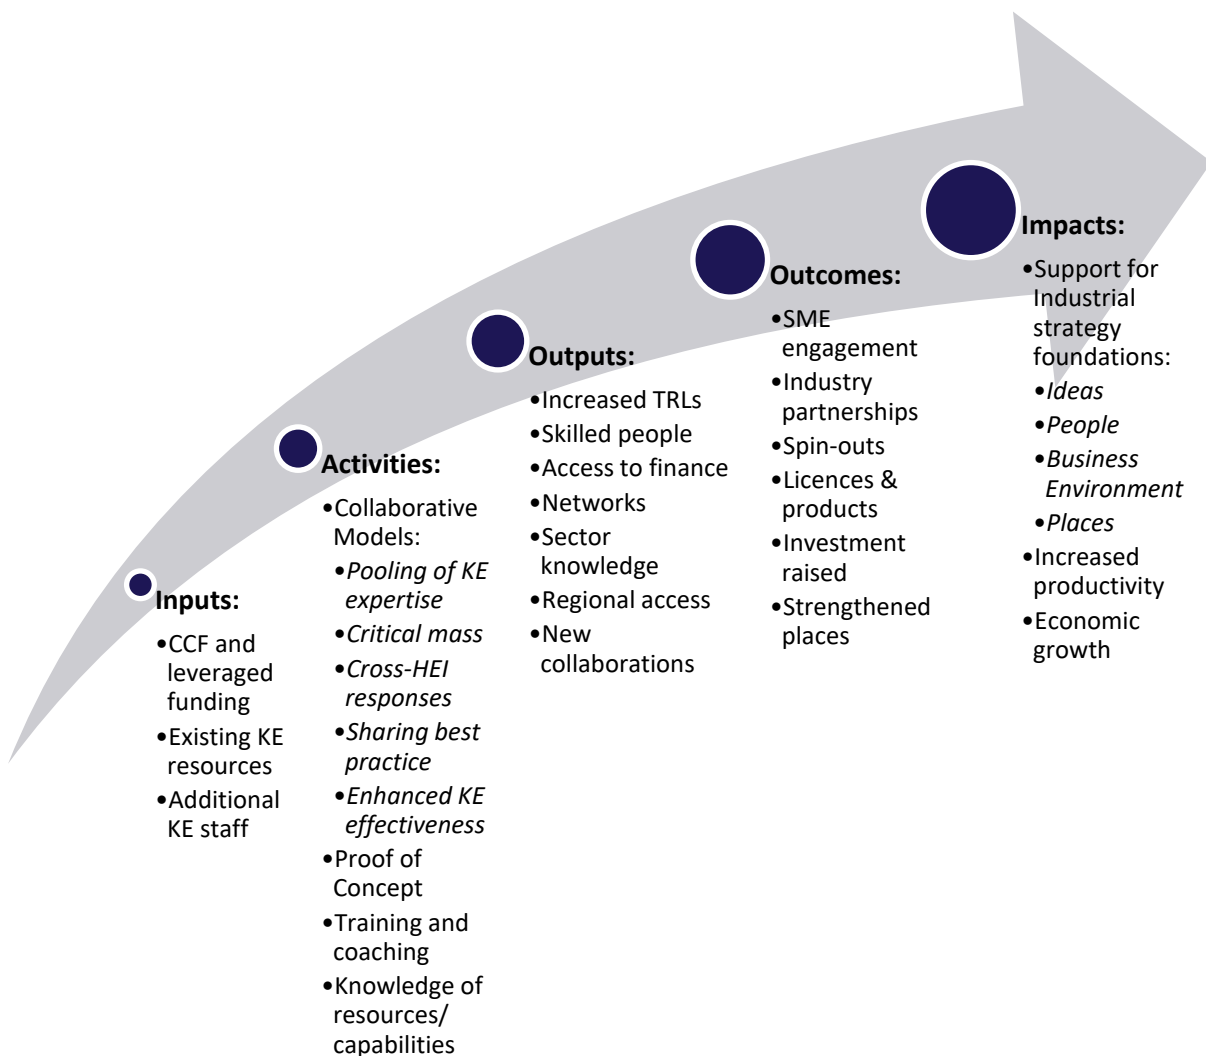 Inputs:
•CCF and
leveraged
funding
•Existing KE
resources
•Additional
KE staff
Activities:
•Collaborative
Models:
•Pooling of KE
expertise
•Critical mass
•Cross-HEI
responses
•Sharing best
practice
•Enhanced KE
effectiveness
•Proof of
Concept
•Training and
coaching
•Knowledge of
resources/
capabilities
Outputs:
•Increased TRLs
•Skilled people
•Access to finance
•Networks
•Sector
knowledge
•Regional access
•New
collaborations
Outcomes:
•SME
engagement
•Industry
partnerships
•Spin-outs
•Licences &
products
•Investment
raised
•Strengthened
places
Impacts:
•Support for
Industrial
strategy
foundations:
•Ideas
•People
•Business
Environment
•Places
•Increased
productivity
•Economic
growth